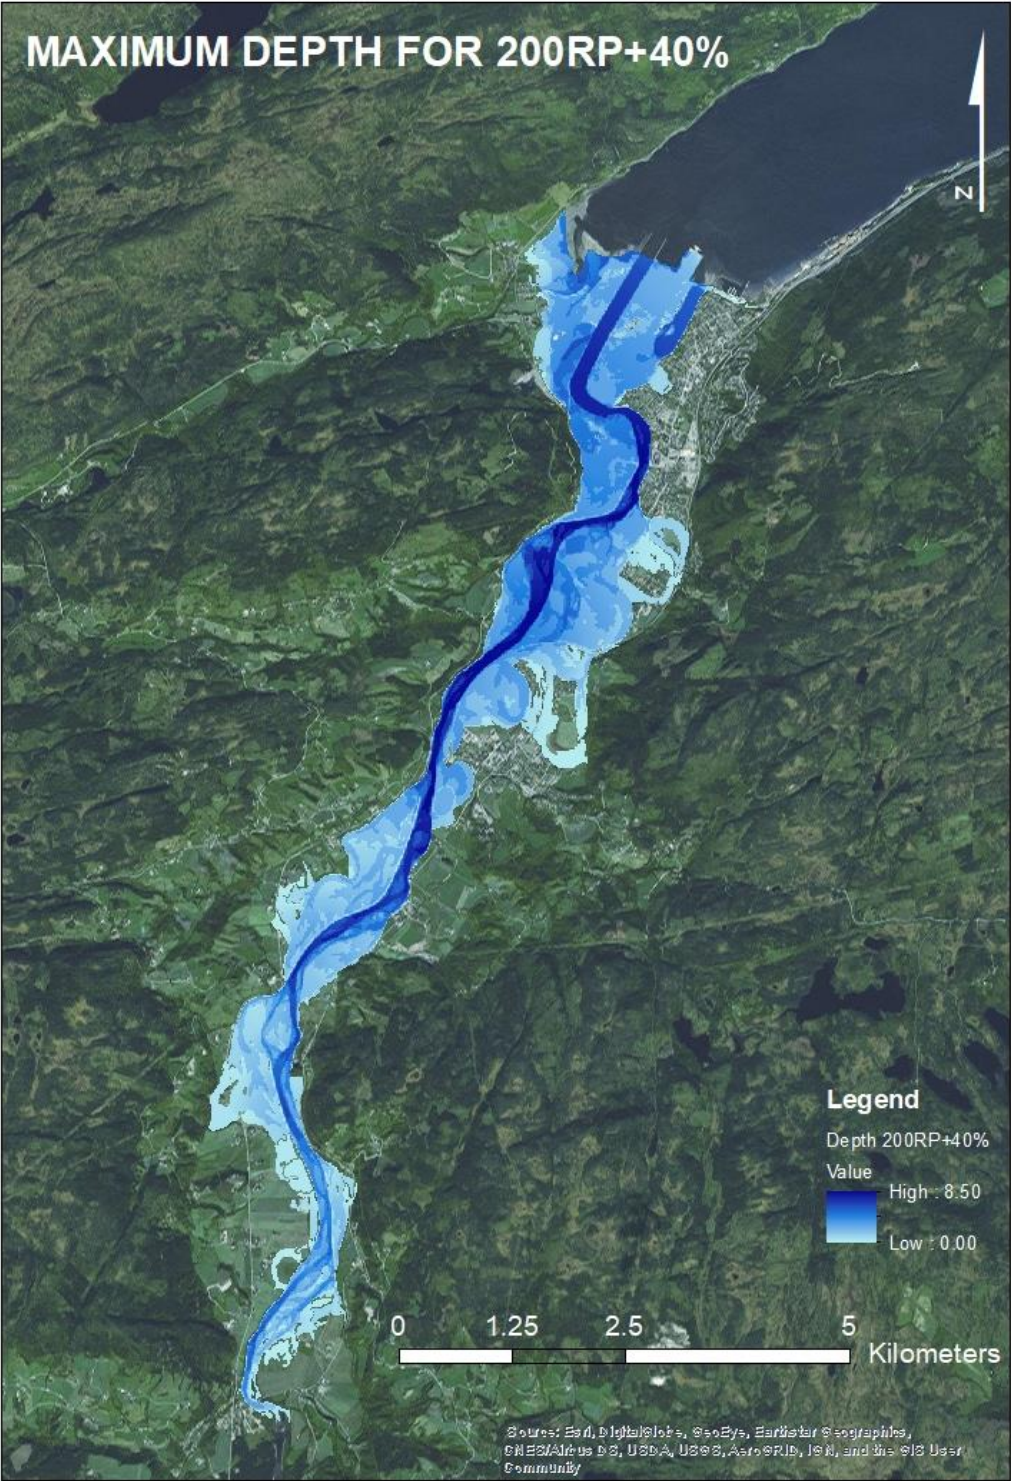 MAXIMUM DEPTH FOR 200RP+40%
N
Legend
Depth 200RP+40%
Value
High : 8.50
Low : 0.00
0 1.25 2.5 5
Kilometers
Source: Esri, DigitalGlobe, GeoEye, Earthstar Geographics,
CNES/Airbus DS, USDA, USGS, AeroGRID, IGN, and the GIS User
Community